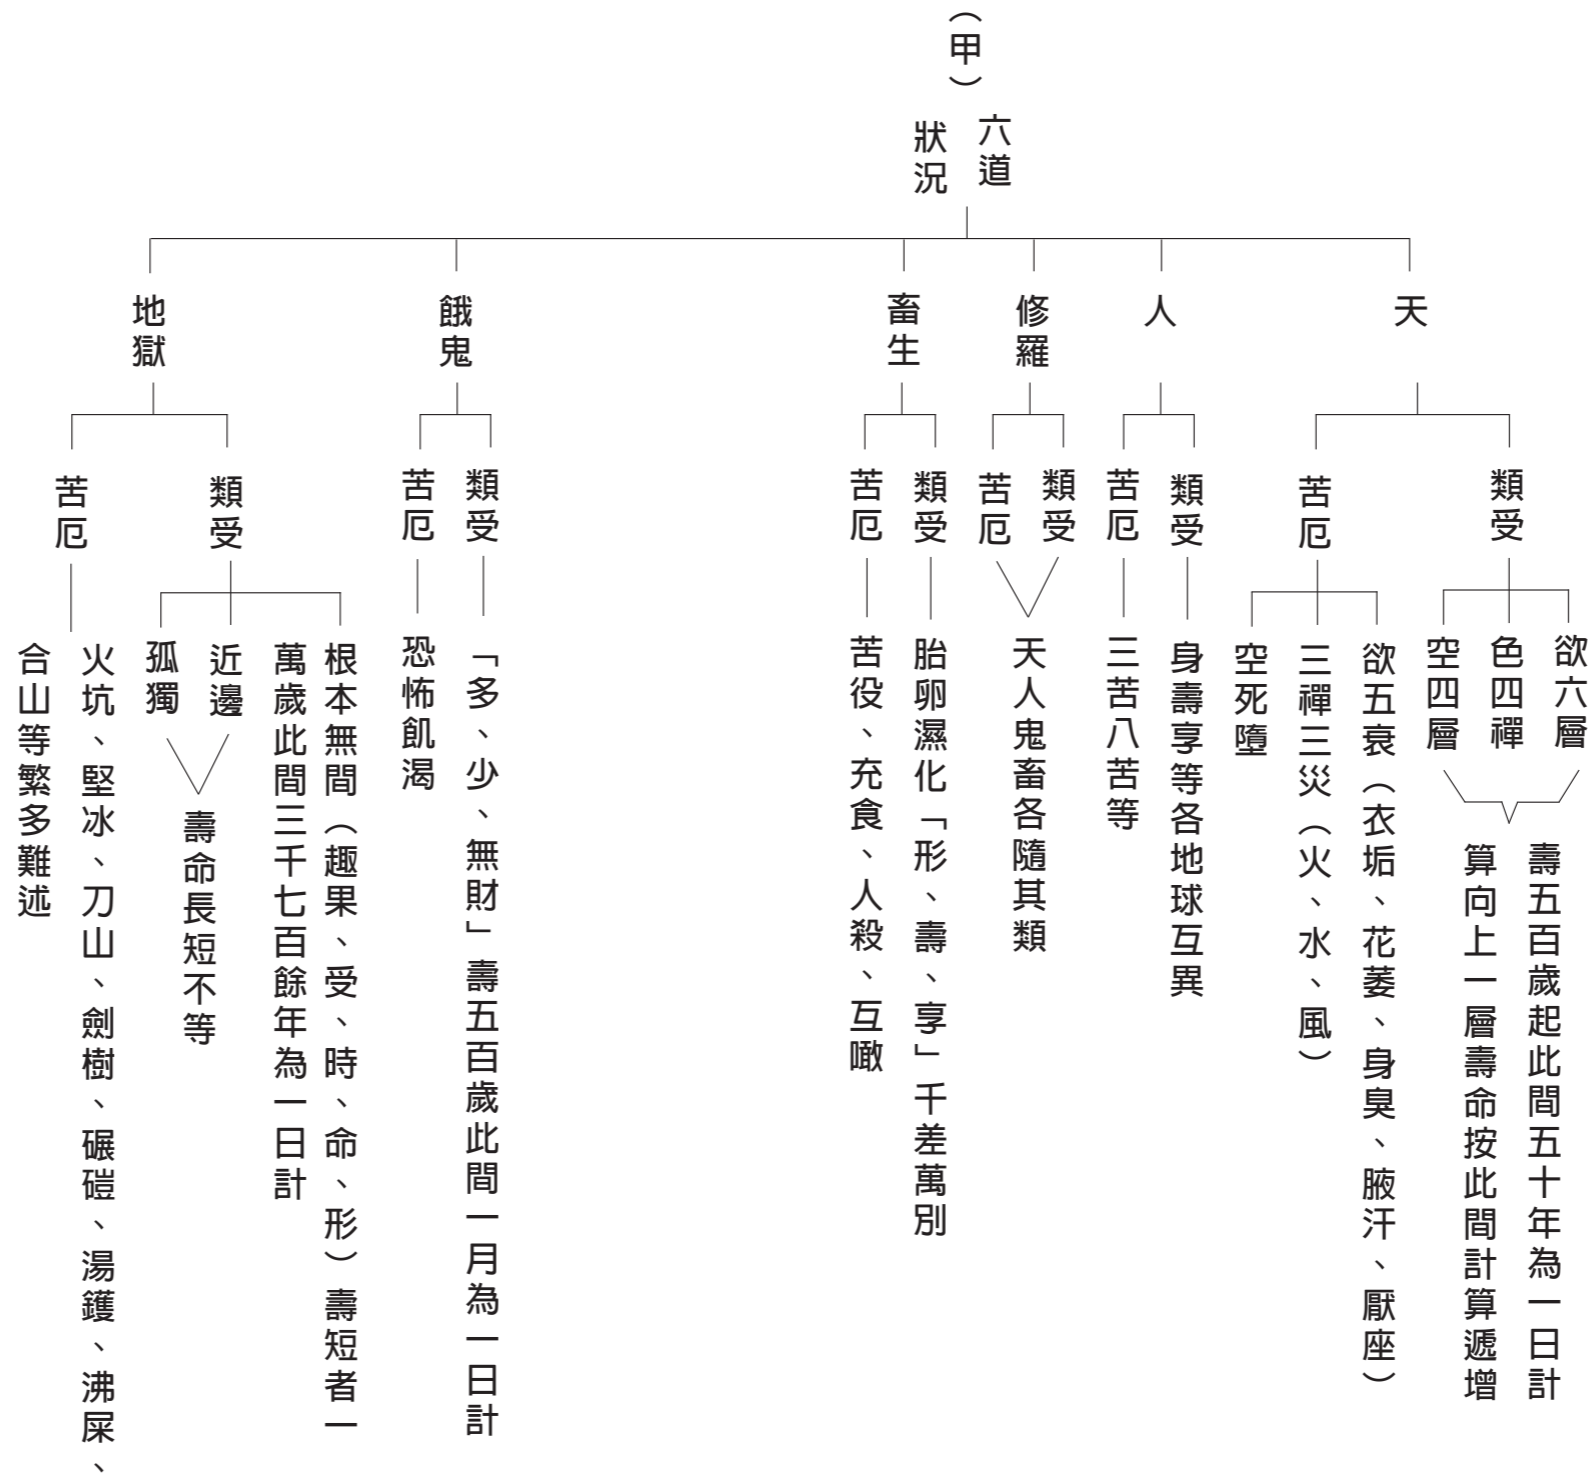 （甲）
六道
狀況
天
類受
欲六層
色四禪
空四層
壽五百歲起此間五十年為一日計
算向上一層壽命按此間計算遞增
苦厄
欲五衰（衣垢、花萎、身臭、腋汗、厭座）
三禪三災（火、水、風）
空死墮
人
類受
身壽享等各地球互異
苦厄
三苦八苦等
修羅
類受
苦厄
天人鬼畜各隨其類
畜生
類受
胎卵濕化「形、壽、享」千差萬別
苦厄
苦役、充食、人殺、互噉
餓鬼
類受
「多、少、無財」壽五百歲此間一月為一日計
苦厄
恐怖飢渴
地獄
類受
根本無間（趣果、受、時、命、形）壽短者一
萬歲此間三千七百餘年為一日計
近邊
孤獨
壽命長短不等
苦厄
火坑、堅冰、刀山、劍樹、碾磑、湯鑊、沸屎、
合山等繁多難述